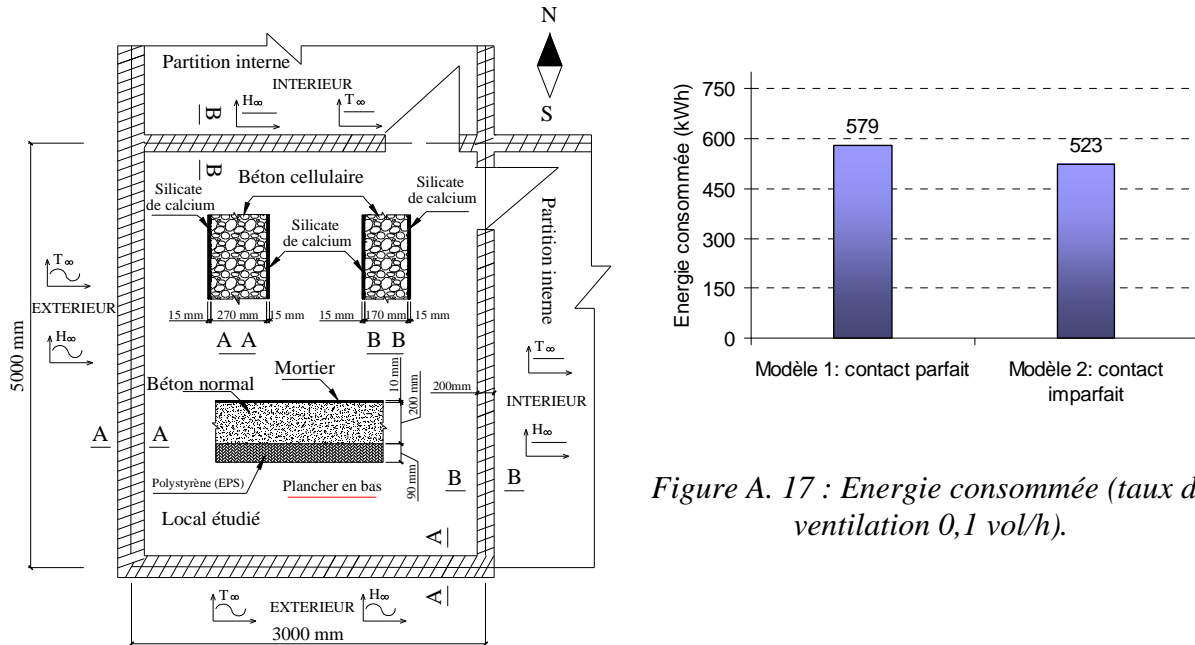 Partition interne
INTERIEUR
H∞
T∞
B
B
N
S
Béton cellulaire
Silicate
de calcium
Silicate
de calcium
Silicate
de calcium
Partition interne
T∞
EXTERIEUR
H∞
15 mm
270 mm
15 mm
15 mm
170 mm
15 mm
A A
B B
T∞
INTERIEUR
H∞
5000 mm
Mortier
Béton normal
10 mm
200 mm
90 mm
200mm
A
A
Polystyrène (EPS)
Plancher en bas
B
B
Local étudié
A
A
T∞
EXTERIEUR
H∞
3000 mm
Energie consommée (kWh)
750
600
450
300
150
0
579
523
Modèle 1: contact parfait
Modèle 2: contact
imparfait
Figure A. 17 : Energie consommée (taux d
ventilation 0,1 vol/h).